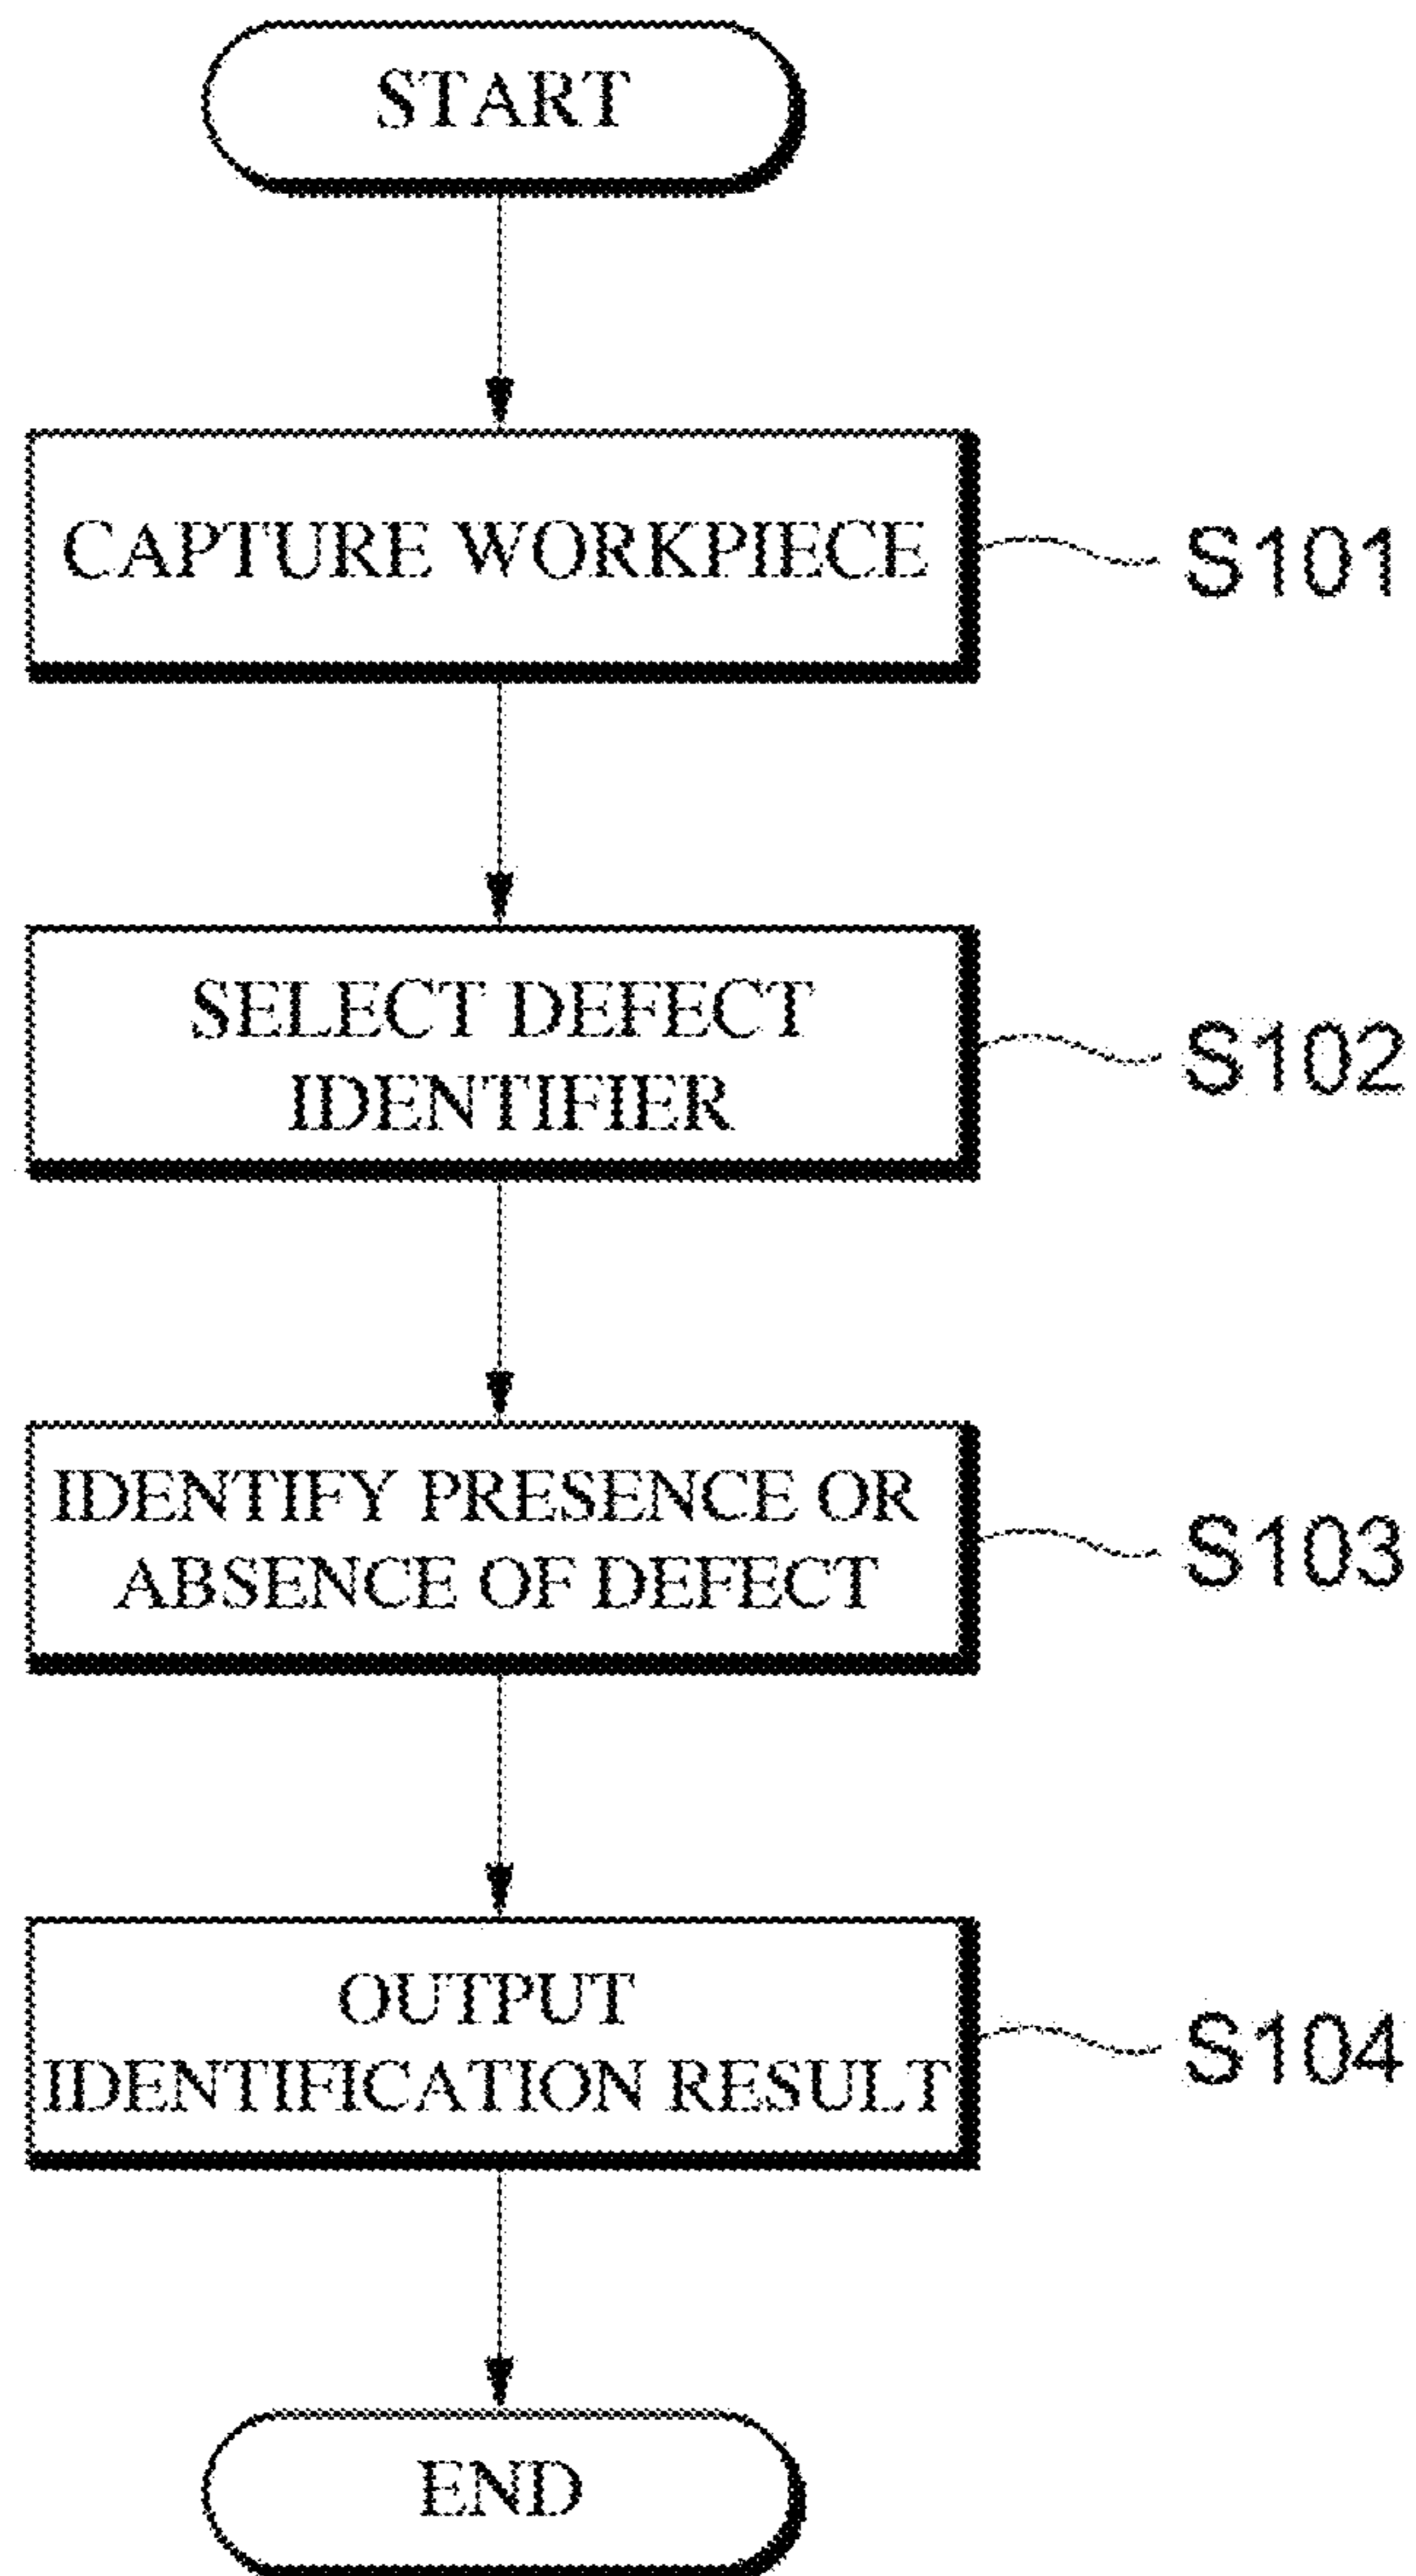 START
CAPTURE WORKPIECE
S101
SELECT DEFECT
IDENTIFIER
S102
IDENTIFY PRESENCE OR
ABSENCE OF DEFECT
S103
OUTPUT
IDENTIFICATION RESULT
S104
END